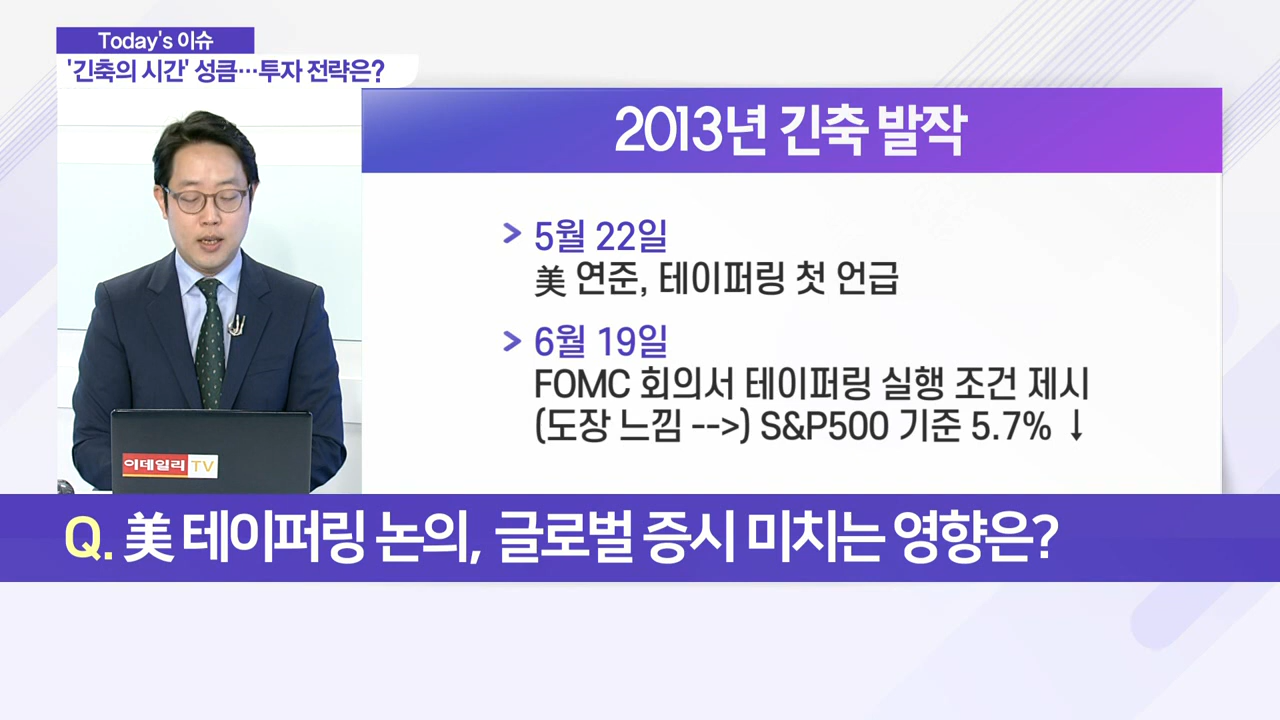 Today's 이슈
'긴축의 시간' 성큼…투자 전략은?
2013년 긴축 발작
> 5월 22일
美 연준, 테이퍼링 첫 언급
> 6월 19일
FOMC 회의서 테이퍼링 실행 조건 제시
(도장 느낌 -->) S&P500 기준 5.7% ↓
이데일리 TV
Q. 美 테이퍼링 논의, 글로벌 증시 미치는 영향은?